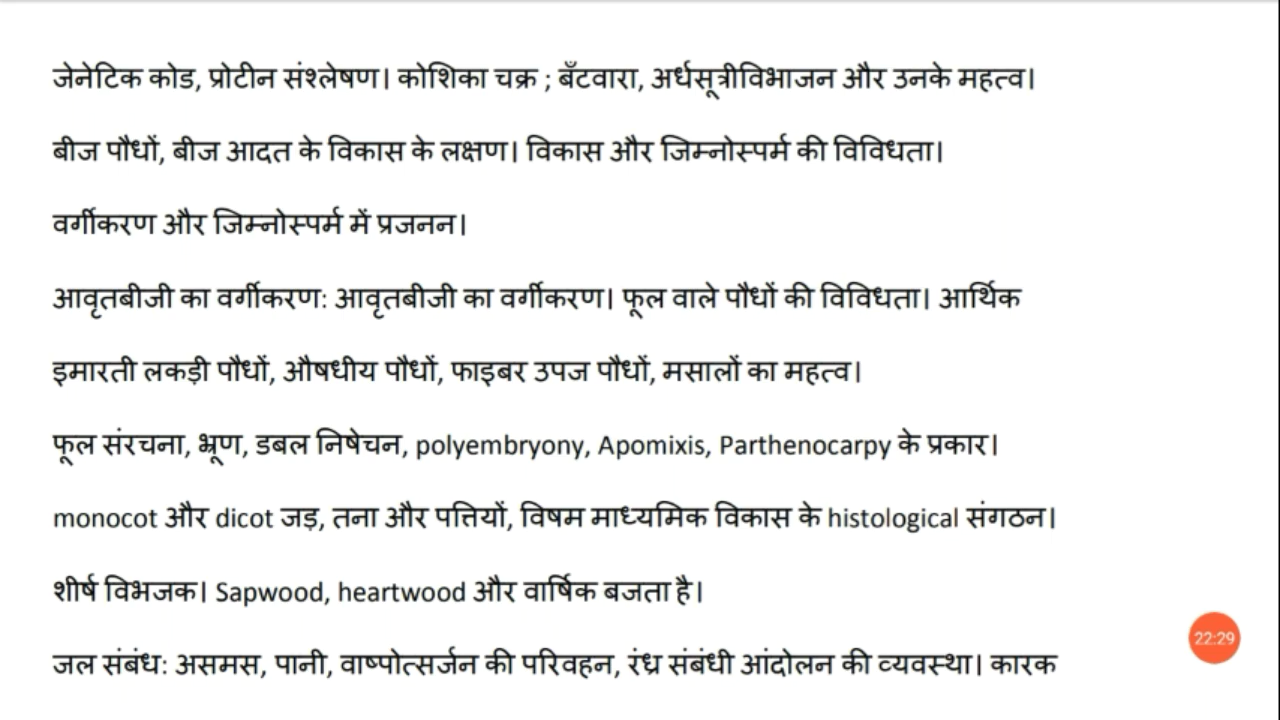 जेनेटिक कोड, प्रोटीन संश्लेषण। कोशिका चक्र ; बँटवारा, अर्धसूत्रीविभाजन और उनके महत्व।
बीज पौधों, बीज आदत के विकास के लक्षण। विकास और जिम्नोस्पर्म की विविधता।
वर्गीकरण और जिम्नोस्पर्म में प्रजनन।
आवृतबीजी का वर्गीकरण: आवृतबीजी का वर्गीकरण। फूल वाले पौधों की विविधता। आर्थिक
इमारती लकड़ी पौधों, औषधीय पौधों, फाइबर उपज पौधों, मसालों का महत्व।
फूल संरचना, भ्रूण, डबल निषेचन, polyembryony, Apomixis, Parthenocarpy के प्रकार।
monocot और dicot जड़, तना और पत्तियों, विषम माध्यमिक विकास के histological संगठन।
शीर्ष विभजक। Sapwood, heartwood और वार्षिक बजता है।
जल संबंध: असमस, पानी, वाष्पोत्सर्जन की परिवहन, रंध्र संबंधी आंदोलन की व्यवस्था। कारक
22:29